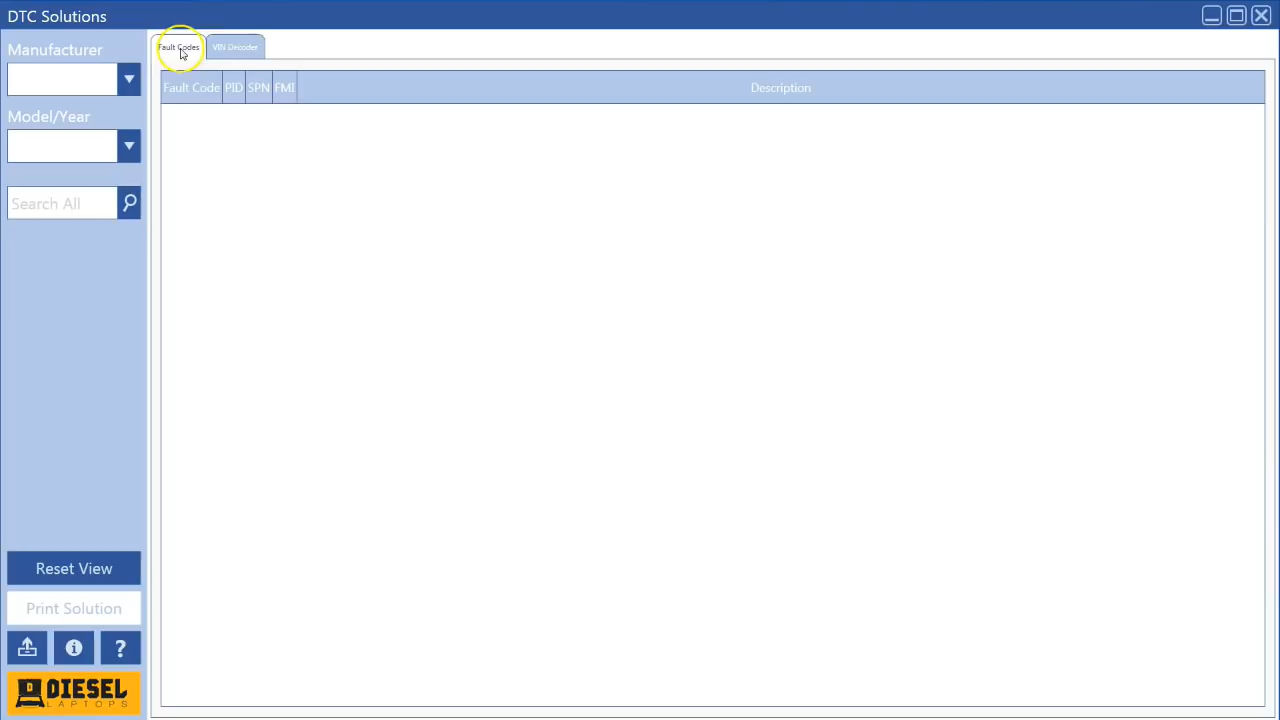 DTC Solutions
Manufacturer
Model/Year
Search All
Reset View
Print Solution
i
?
DIESEL
LAPTOPS
Fault Codes
VIN Decoder
Fault Code PID SPN FMI Description